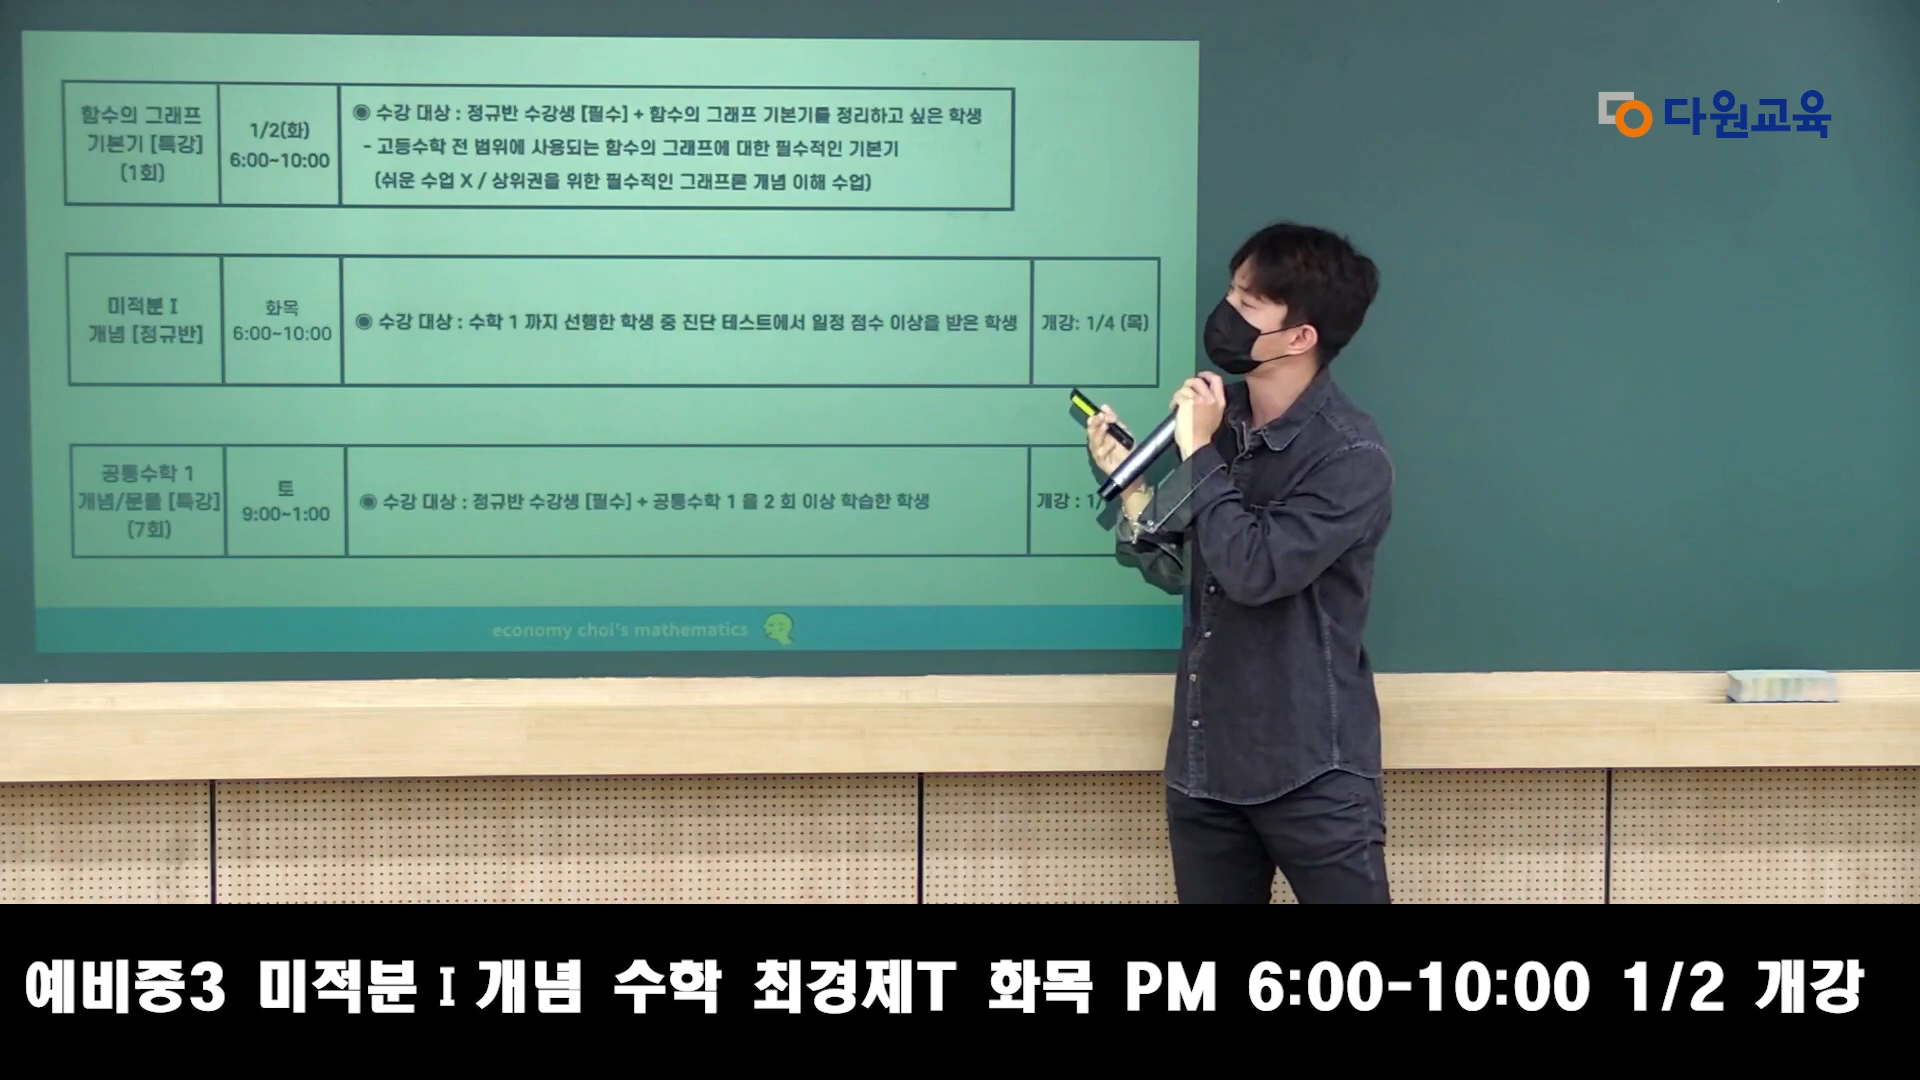 다원교육
함수의 그래프
기본기 [특강]
(1회)
1/2(화)
6:00~10:00
◉ 수강 대상 : 정규반 수강생 [필수] + 함수의 그래프 기본기를 정리하고 싶은 학생
- 고등수학 전 범위에 사용되는 함수의 그래프에 대한 필수적인 기본기
(쉬운 수업 X / 상위권을 위한 필수적인 그래프론 개념 이해 수업)
미적분 I
개념 [정규반]
화목
6:00~10:00
◉ 수강 대상 : 수학 1 까지 선행한 학생 중 진단 테스트에서 일정 점수 이상을 받은 학생
개강: 1/4 (목)
공통수학 1
개념/문풀 [특강]
(7회)
토
9:00~1:00
◉ 수강 대상 : 정규반 수강생 [필수] + 공통수학 1 을 2 회 이상 학습한 학생
개강 : 1/
economy choi's mathematics
예비중3 미적분 I 개념 수학 최경제T 화목 PM 6:00-10:00 1/2 개강